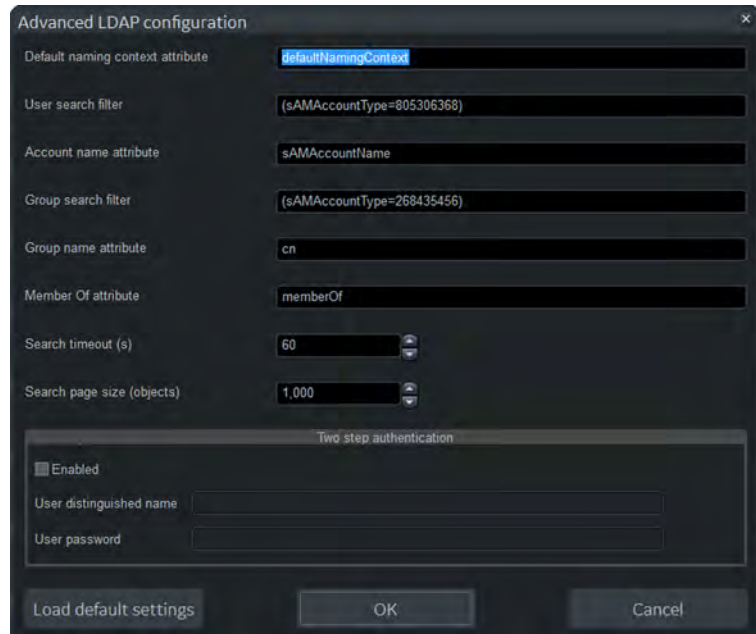 Advanced LDAP configuration
Default naming context attribute defaultNamingContext
User search filter (sAMAccountType=805306368)
Account name attribute sAMAccountName
Group search filter (sAMAccountType=268435456)
Group name attribute cn
Member Of attribute memberOf
Search timeout (s) 60
Search page size (objects) 1,000
Two step authentication
Enabled
User distinguished name
User password
Load default settings OK Cancel